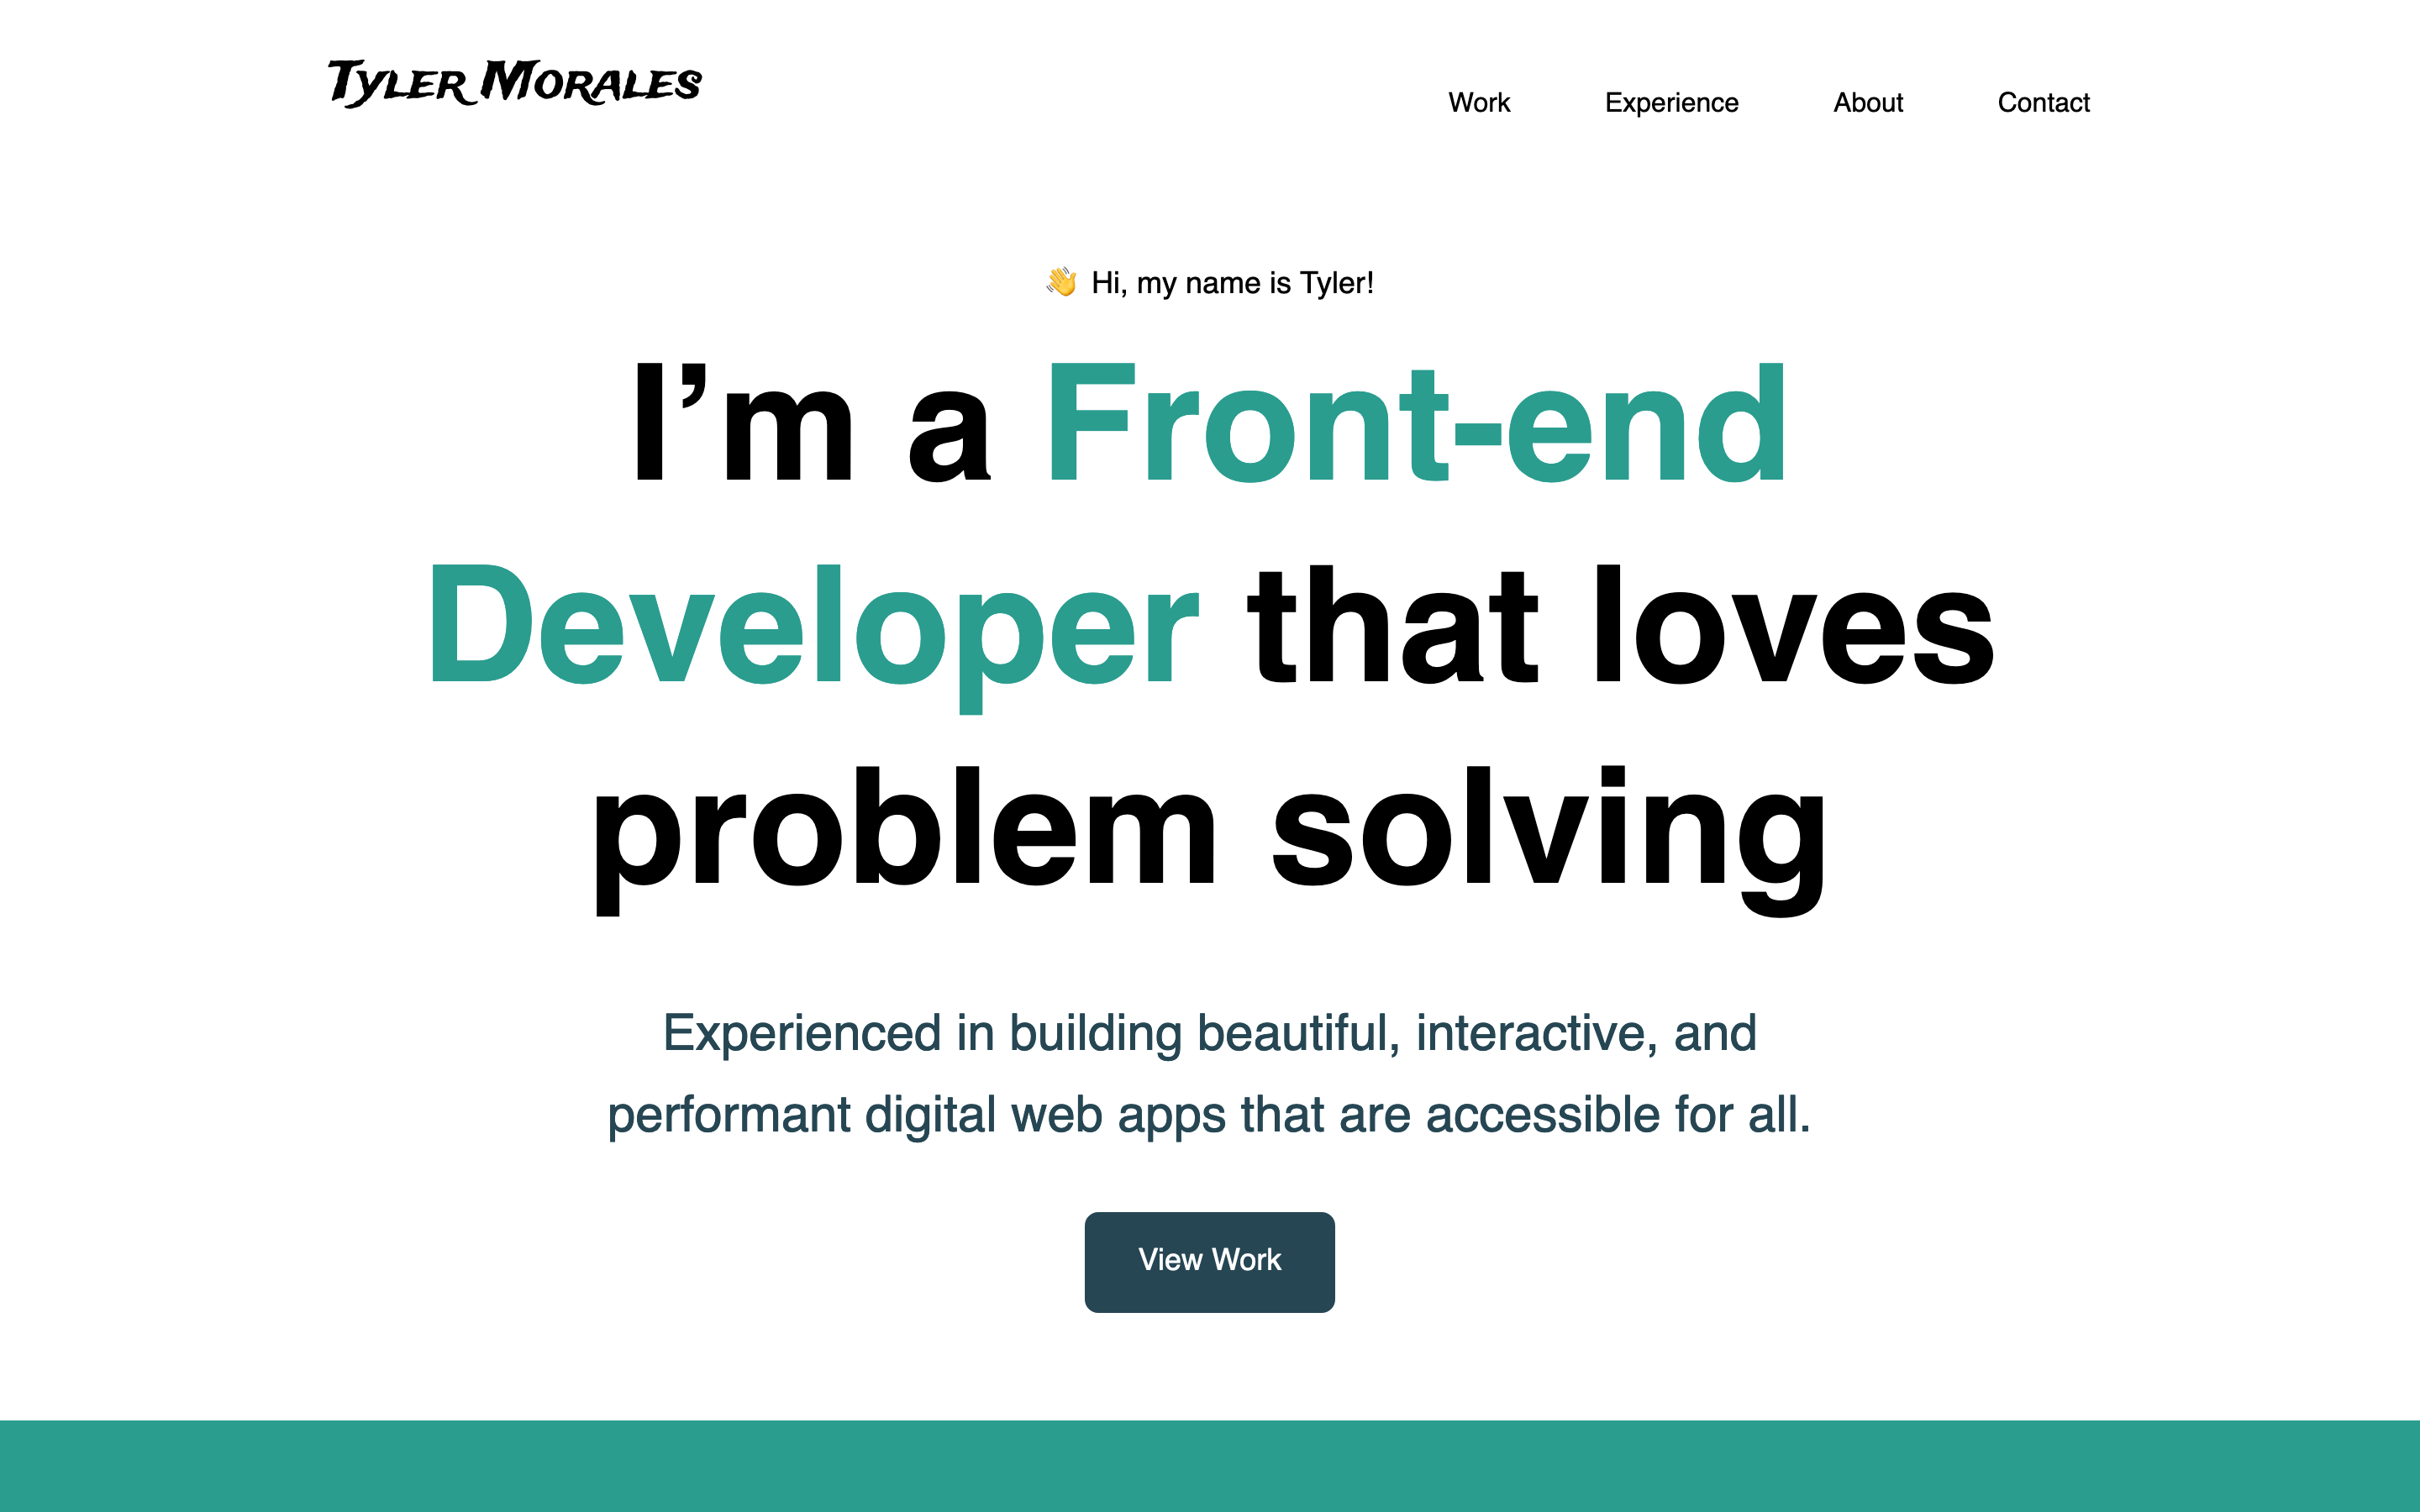 Tyler Morales
Work Experience About Contact
👋 Hi, my name is Tyler!
I’m a Front-end
Developer that loves
problem solving
Experienced in building beautiful, interactive, and
performant digital web apps that are accessible for all.
View Work